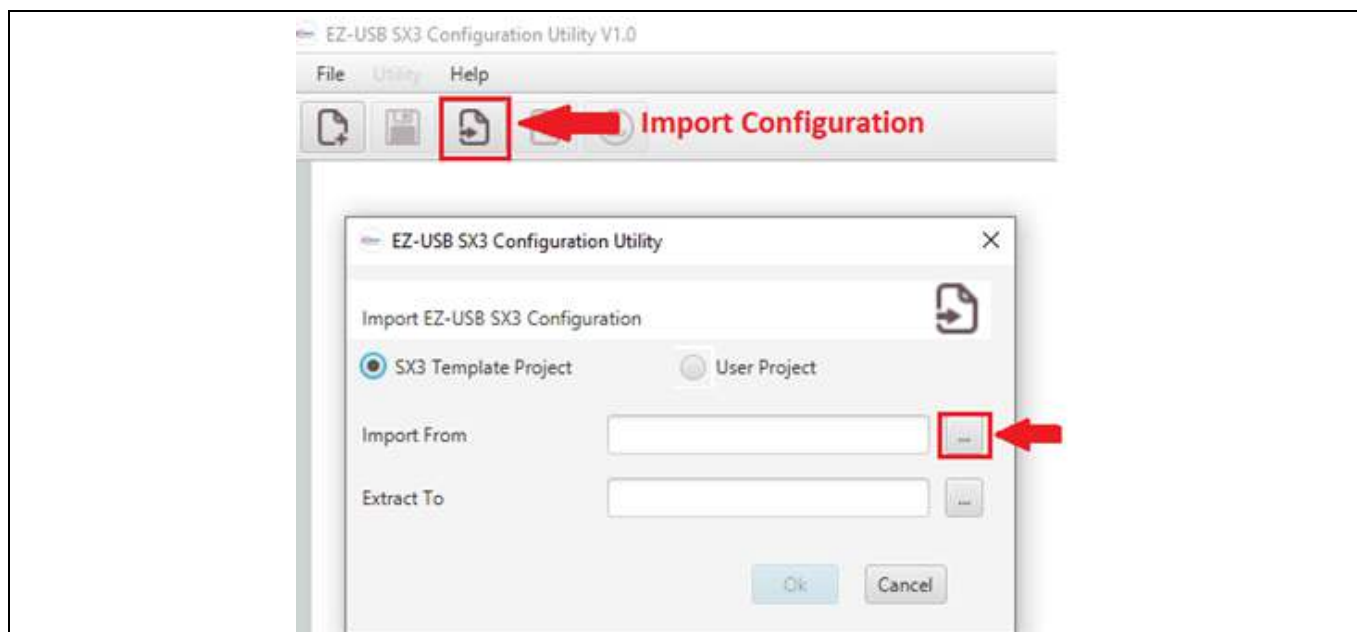 EZ-USB SX3 Configuration Utility V1.0
File Utility Help
Import Configuration
EZ-USB SX3 Configuration Utility
Import EZ-USB SX3 Configuration
SX3 Template Project User Project
Import From ...
Extract To ...
Ok Cancel